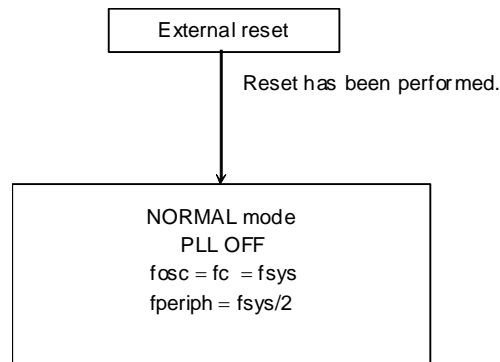 External reset
Reset has been performed.
NORMAL mode
PLL OFF
fosc = fc = fsys
fperiph = fsys/2